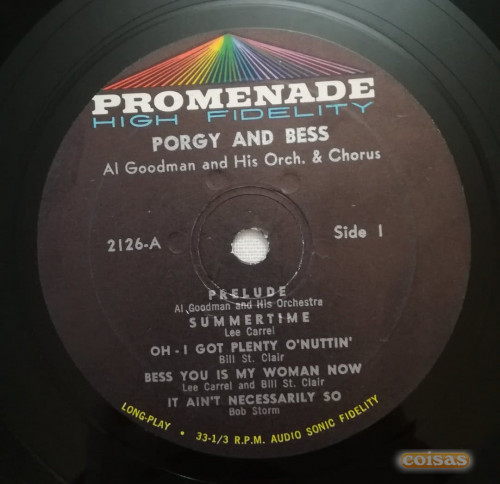 PROMENADE
HIGH FIDELITY
PORGY AND BESS
Al Goodman and His Orch. & Chorus
2126-A
Side 1
PRELUDE
Al Goodman and His Orchestra
SUMMERTIME
Lee Carrel
OH - I GOT PLENTY O'NUTTIN'
Bill St. Clair
BESS YOU IS MY WOMAN NOW
Lee Carrel and Bill St. Clair
IT AIN'T NECESSARILY SO
Bob Storm
LONG-PLAY • 33-1/3 R.P.M. AUDIO SONIC FIDELITY
coisas